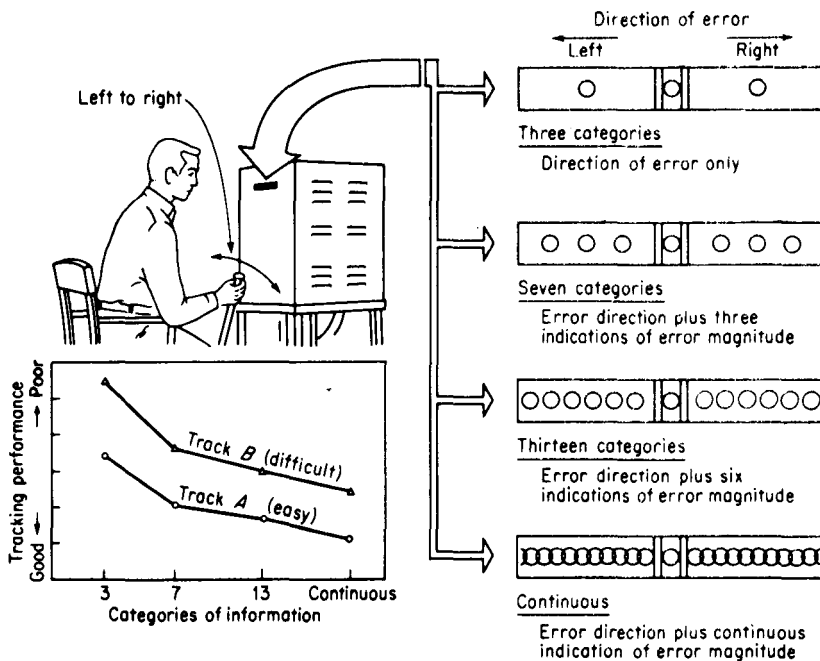 Direction of error
Left
Right
Left to right
Three categories
Direction of error only
Seven categories
Error direction plus three
indications of error magnitude
Thirteen categories
Error direction plus six
indications of error magnitude
Continuous
Error direction plus continuous
indication of error magnitude
Tracking performance
Good
Poor
Track B (difficult)
Track A (easy)
3 7 13 Continuous
Categories of information